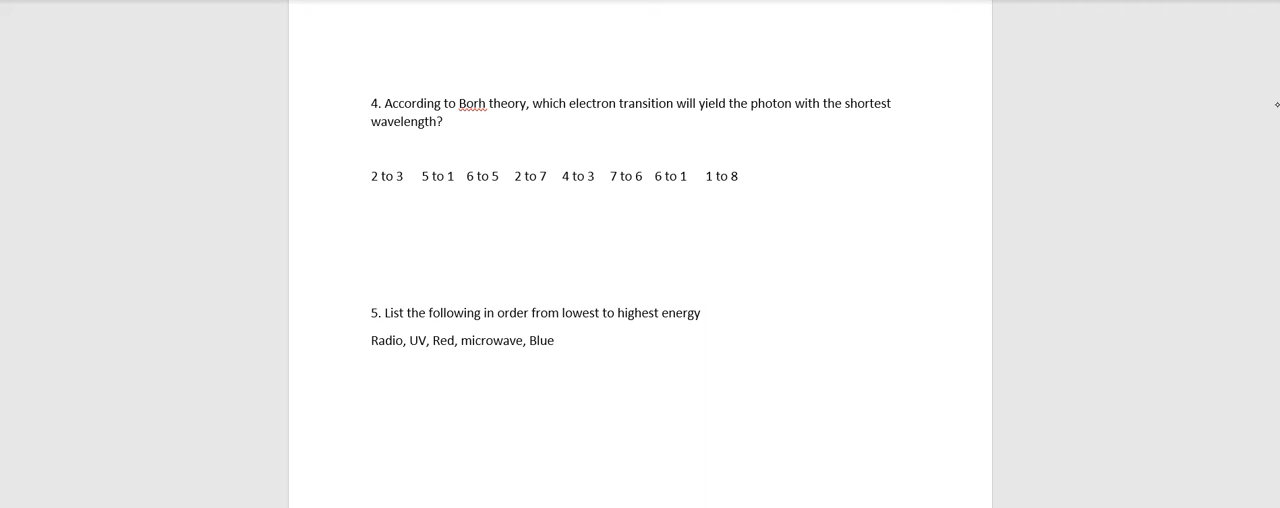 4. According to Borh theory, which electron transition will yield the photon with the shortest
wavelength?
2 to 3 5 to 1 6 to 5 2 to 7 4 to 3 7 to 6 6 to 1 1 to 8
5. List the following in order from lowest to highest energy
Radio, UV, Red, microwave, Blue